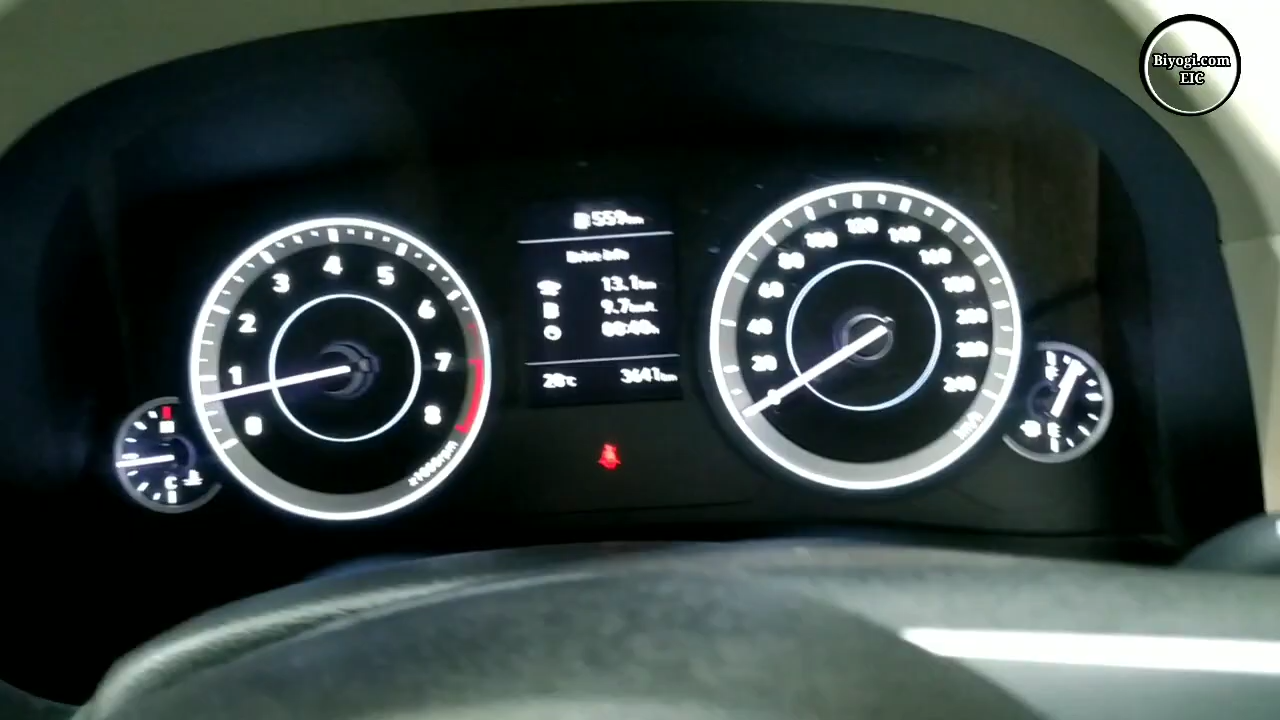 Biyogi.com
EIC
559km
Drive Info
13.1km
9.7km/L
28°C 3641km
0 1 2 3 4 5 6 7 8
x1000rpm
0 20 40 60 80 100 120 140 160 180 200 220 240
km/h
H
C
F
E